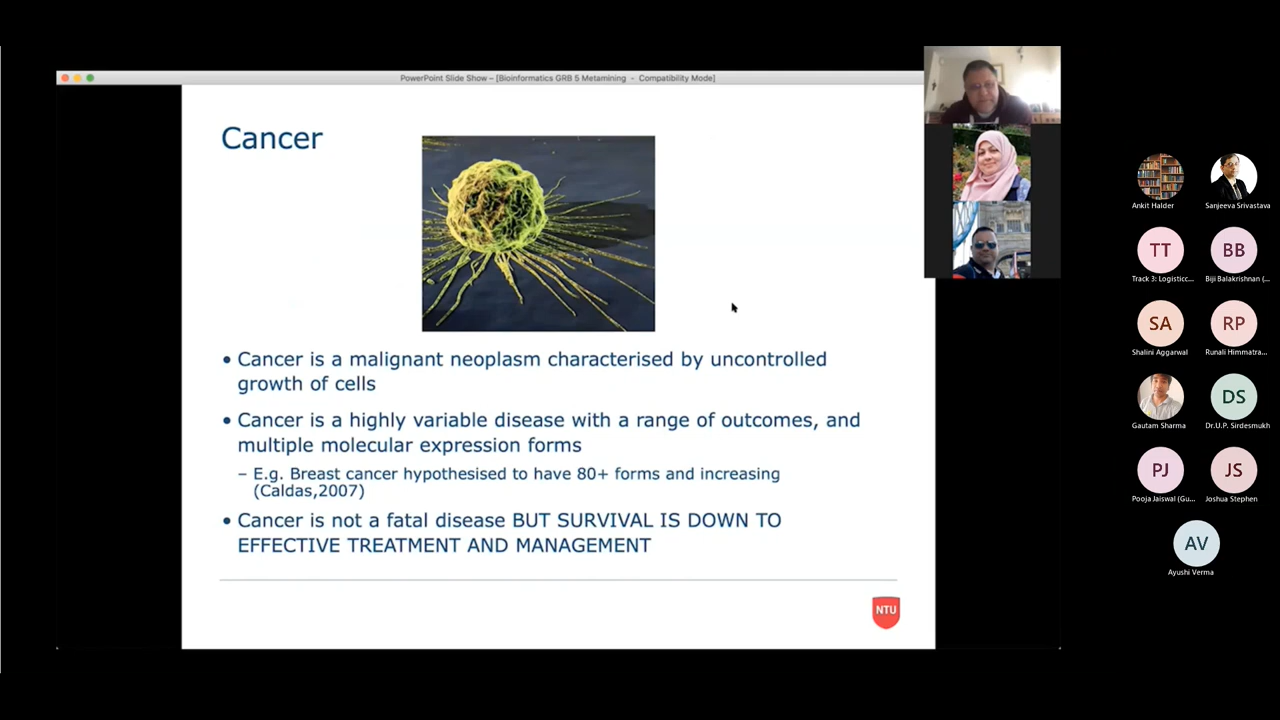 PowerPoint Slide Show – [Bioinformatics GRB 5 Metamining - Compatibility Mode]
Cancer
• Cancer is a malignant neoplasm characterised by uncontrolled
growth of cells
• Cancer is a highly variable disease with a range of outcomes, and
multiple molecular expression forms
– E.g. Breast cancer hypothesised to have 80+ forms and increasing
(Caldas,2007)
• Cancer is not a fatal disease BUT SURVIVAL IS DOWN TO
EFFECTIVE TREATMENT AND MANAGEMENT
NTU
Ankit Halder
Sanjeeva Srivastava
TT
BB
Track 3: Logisticc...
Biji Balakrishnan (...
SA
RP
Shalini Aggarwal
Runali Himmatra...
DS
Gautam Sharma
Dr.U.P. Sirdesmukh
PJ
JS
Pooja Jaiswal (Gu...
Joshua Stephen
AV
Ayushi Verma